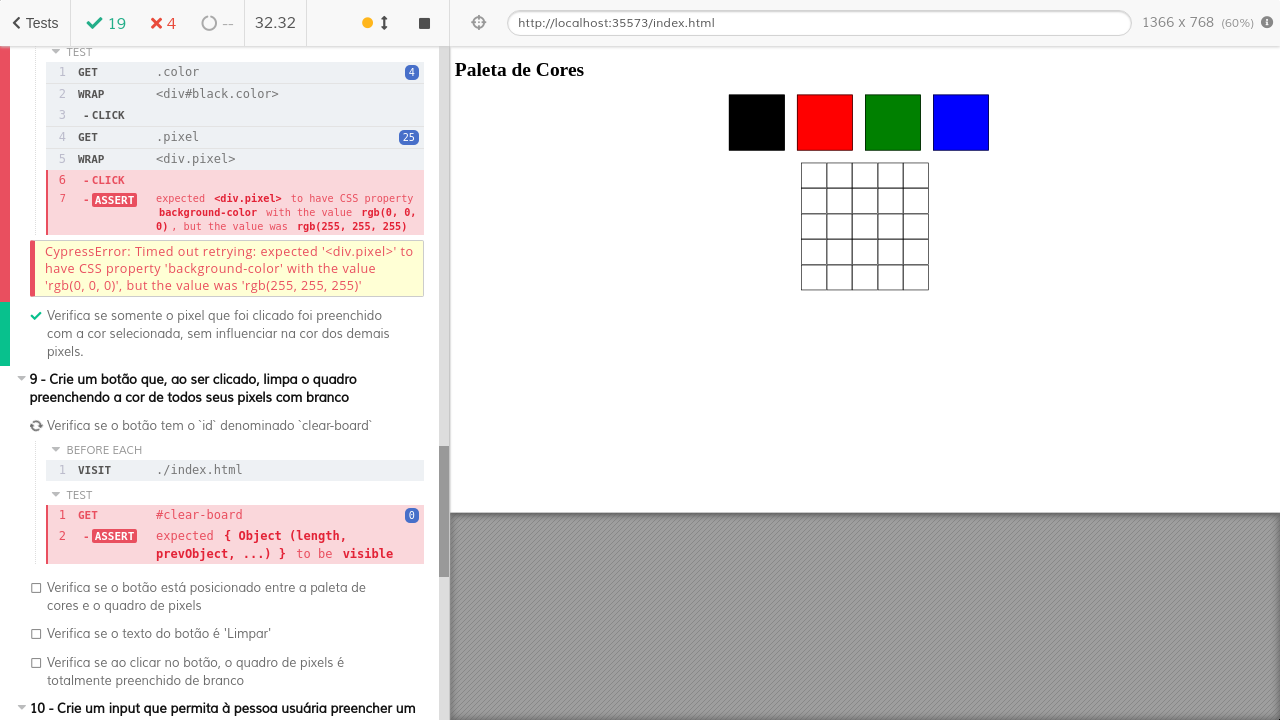 Tests 19 4 -- 32.32 http://localhost:35573/index.html 1366 x 768 (60%)
TEST
1 GET .color 4
2 WRAP <div#black.color>
3 - CLICK
4 GET .pixel 25
5 WRAP <div.pixel>
6 - CLICK
7 - ASSERT expected <div.pixel> to have CSS property
background-color with the value rgb(0, 0,
0) , but the value was rgb(255, 255, 255)
CypressError: Timed out retrying: expected '<div.pixel>' to
have CSS property 'background-color' with the value
'rgb(0, 0, 0)', but the value was 'rgb(255, 255, 255)'
Verifica se somente o pixel que foi clicado foi preenchido
com a cor selecionada, sem influenciar na cor dos demais
pixels.
9 - Crie um botão que, ao ser clicado, limpa o quadro
preenchendo a cor de todos seus pixels com branco
Verifica se o botão tem o `id` denominado `clear-board`
BEFORE EACH
1 VISIT ./index.html
TEST
1 GET #clear-board 0
2 - ASSERT expected { Object (length,
prevObject, ...) } to be visible
Verifica se o botão está posicionado entre a paleta de
cores e o quadro de pixels
Verifica se o texto do botão é 'Limpar'
Verifica se ao clicar no botão, o quadro de pixels é
totalmente preenchido de branco
10 - Crie um input que permita à pessoa usuária preencher um
Paleta de Cores